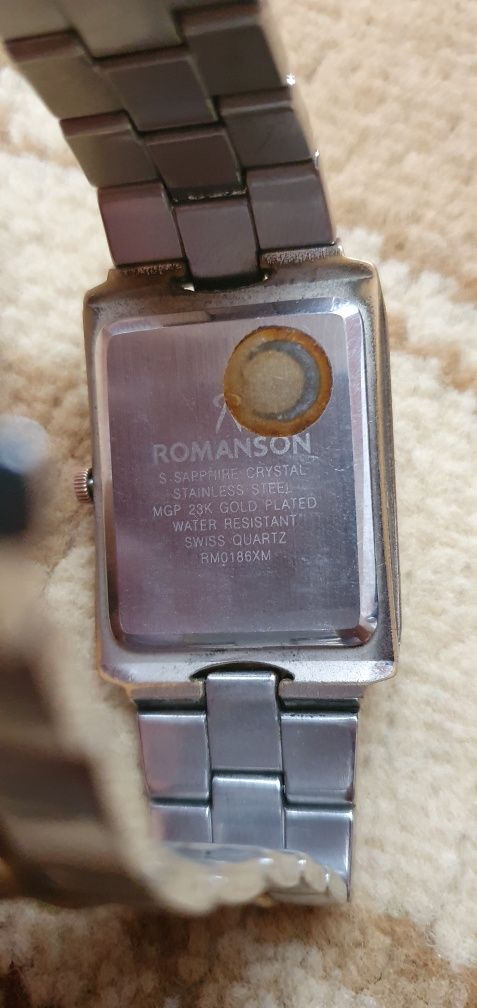 ROMANSON
S-SAPPHIRE CRYSTAL
STAINLESS STEEL
MGP 23K GOLD PLATED
WATER RESISTANT
SWISS QUARTZ
RM0186XM